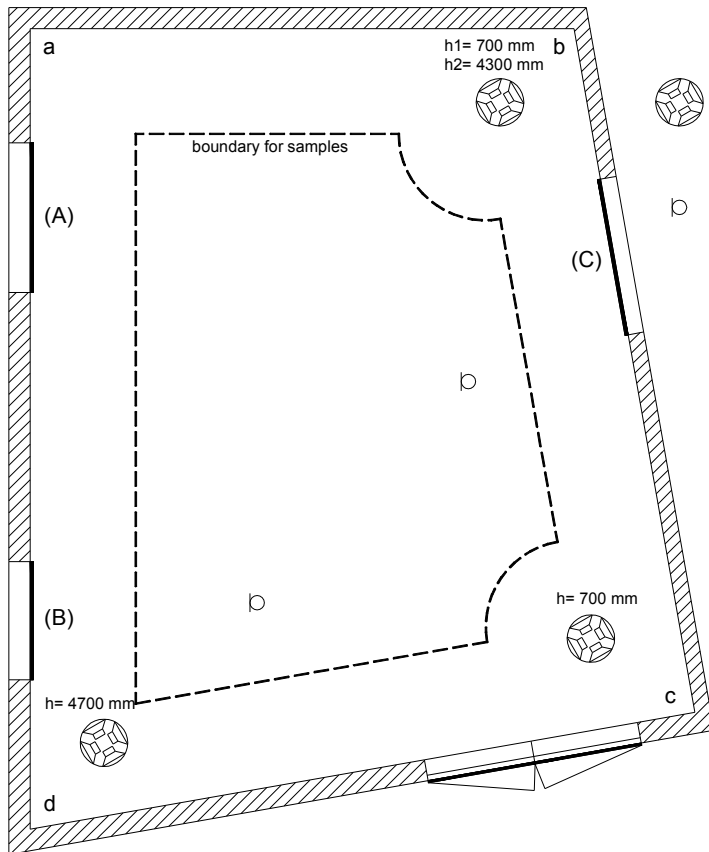 a
h1= 700 mm
h2= 4300 mm
b
boundary for samples
(A)
(C)
(B)
h= 700 mm
h= 4700 mm
c
d